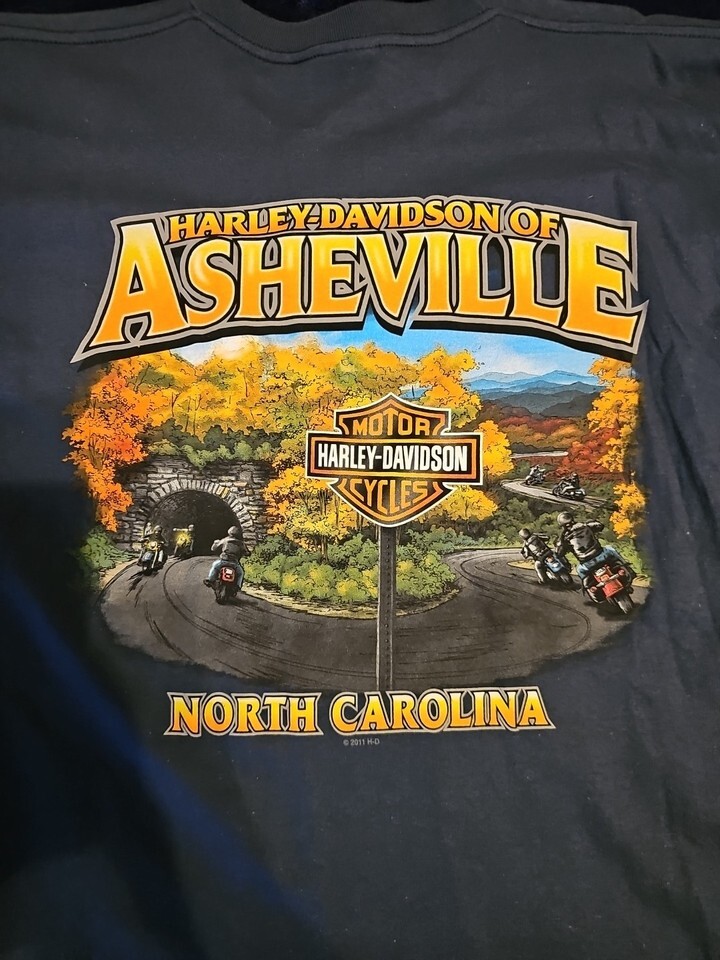 HARLEY-DAVIDSON OF
ASHEVILLE
MOTOR
HARLEY-DAVIDSON
CYCLES
NORTH CAROLINA
© 2011 H-D